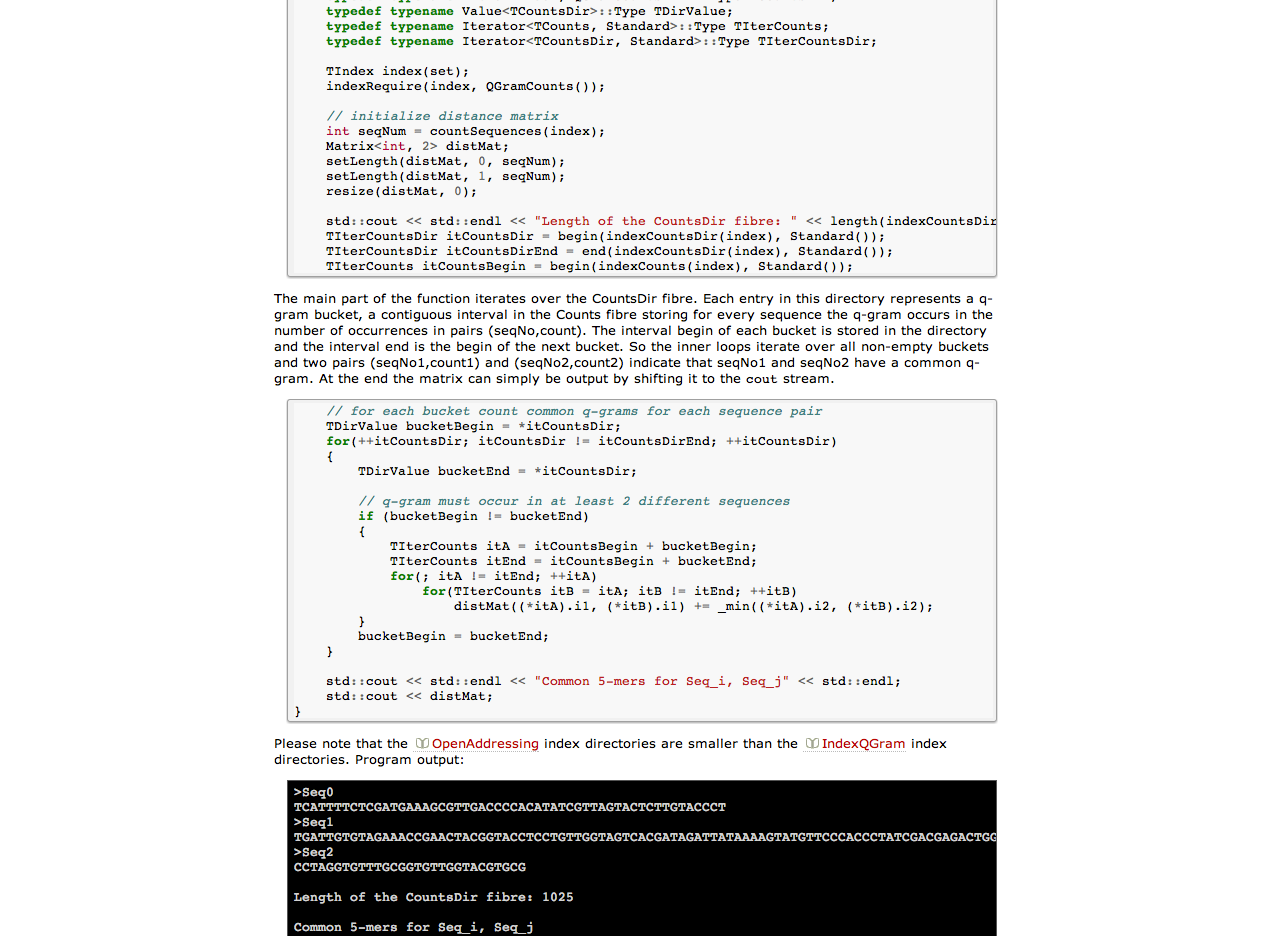 typedef typename Value<TCountsDir>::Type TDirValue;
typedef typename Iterator<TCounts, Standard>::Type TIterCounts;
typedef typename Iterator<TCountsDir, Standard>::Type TIterCountsDir;
TIndex index(set);
indexRequire(index, QGramCounts());
// initialize distance matrix
int seqNum = countSequences(index);
Matrix<int, 2> distMat;
setLength(distMat, 0, seqNum);
setLength(distMat, 1, seqNum);
resize(distMat, 0);
std::cout << std::endl << "Length of the CountsDir fibre: " << length(indexCountsDir
TIterCountsDir itCountsDir = begin(indexCountsDir(index), Standard());
TIterCountsDir itCountsDirEnd = end(indexCountsDir(index), Standard());
TIterCounts itCountsBegin = begin(indexCounts(index), Standard());
The main part of the function iterates over the CountsDir fibre. Each entry in this directory represents a q-
gram bucket, a contiguous interval in the Counts fibre storing for every sequence the q-gram occurs in the
number of occurrences in pairs (seqNo,count). The interval begin of each bucket is stored in the directory
and the interval end is the begin of the next bucket. So the inner loops iterate over all non-empty buckets
and two pairs (seqNo1,count1) and (seqNo2,count2) indicate that seqNo1 and seqNo2 have a common q-
gram. At the end the matrix can simply be output by shifting it to the cout stream.
// for each bucket count common q-grams for each sequence pair
TDirValue bucketBegin = *itCountsDir;
for(++itCountsDir; itCountsDir != itCountsDirEnd; ++itCountsDir)
{
TDirValue bucketEnd = *itCountsDir;
// q-gram must occur in at least 2 different sequences
if (bucketBegin != bucketEnd)
{
TIterCounts itA = itCountsBegin + bucketBegin;
TIterCounts itEnd = itCountsBegin + bucketEnd;
for(; itA != itEnd; ++itA)
for(TIterCounts itB = itA; itB != itEnd; ++itB)
distMat((*itA).i1, (*itB).i1) += _min((*itA).i2, (*itB).i2);
}
bucketBegin = bucketEnd;
}
std::cout << std::endl << "Common 5-mers for Seq_i, Seq_j" << std::endl;
std::cout << distMat;
}
Please note that the OpenAddressing index directories are smaller than the IndexQGram index
directories. Program output:
>Seq0
TCATTTTCTCGATGAAAGCGTTGACCCCACATATCGTTAGTACTCTTGTACCCT
>Seq1
TGATTGTGTAGAAACCGAACTACGGTACCTCCTGTTGGTAGTCACGATAGATTATAAAAGTATGTTCCCACCCTATCGACGAGACTGG
>Seq2
CCTAGGTGTTTGCGGTGTTGGTACGTGCG
Length of the CountsDir fibre: 1025
Common 5-mers for Seq_i, Seq_j